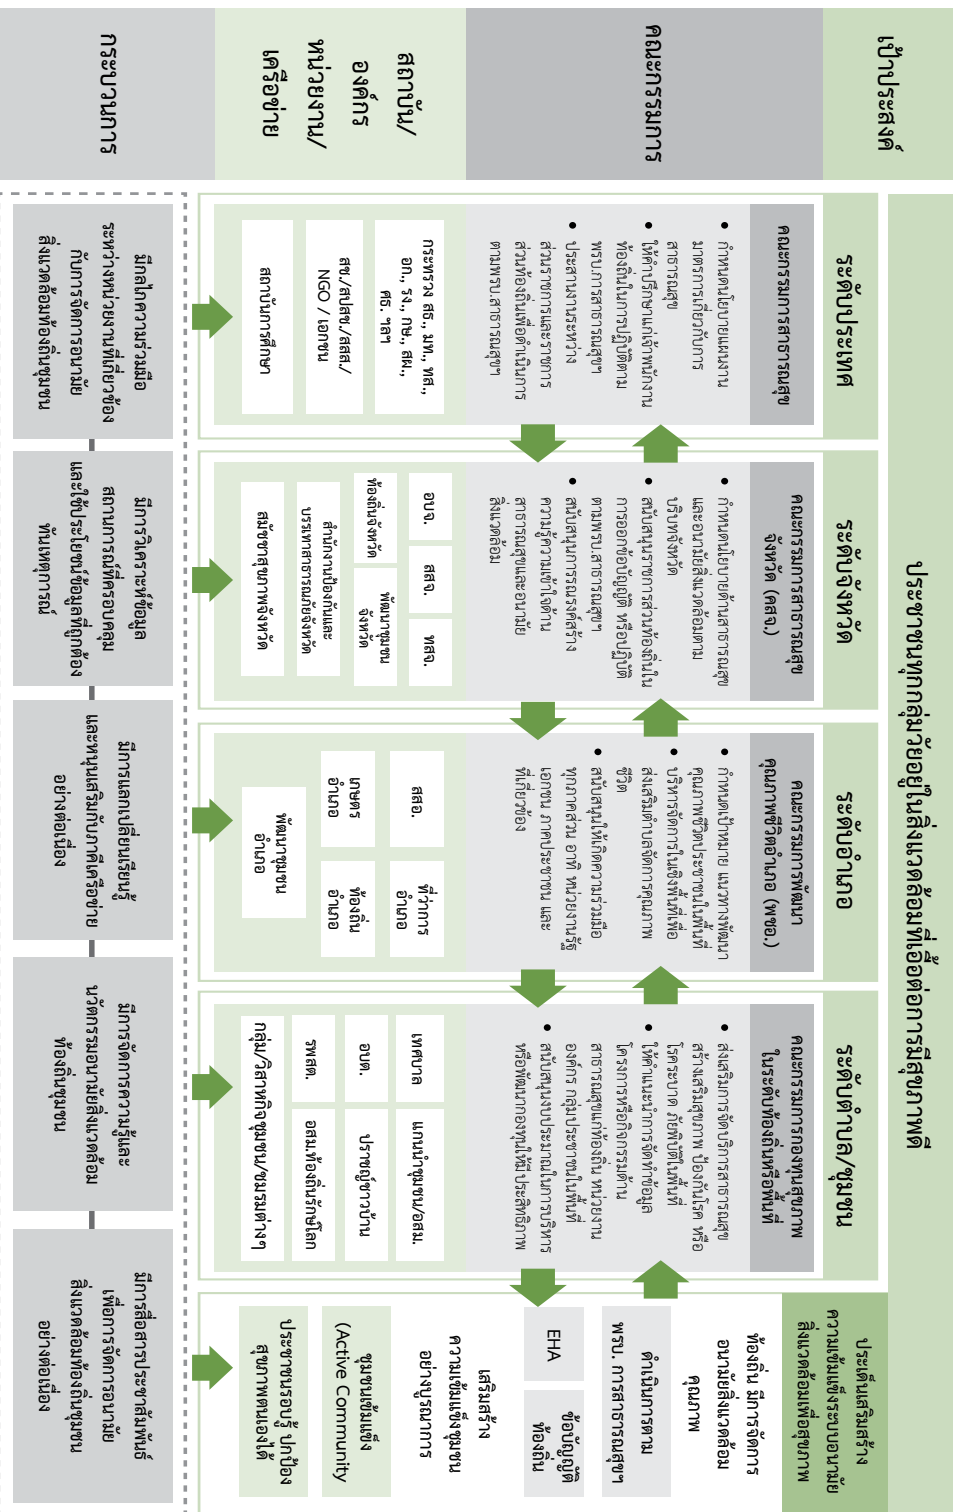 เป้าประสงค์
ประชาชนทุกกลุ่มวัยอยู่ในสิ่งแวดล้อมที่เอื้อต่อการมีสุขภาพดี
คณะกรรมการ
สถาบัน/
องค์กร
หน่วยงาน/
เครือข่าย
กระบวนการ
ระดับประเทศ
คณะกรรมการสาธารณสุข
• กำหนดนโยบายแผนงาน
มาตรการเกี่ยวกับการ
สาธารณสุข
• ให้คำปรึกษาแก่เจ้าพนักงาน
ท้องถิ่นในการปฏิบัติตาม
พรบ.การสาธารณสุขฯ
• ประสานงานระหว่าง
ส่วนราชการและราชการ
ส่วนท้องถิ่นเพื่อดำเนินการ
ตามพรบ.สาธารณสุขฯ
กระทรวง สธ., มท., ทส.,
อก., รง., กษ., สผ.,
ศธ. ฯลฯ
สช./สปสช./สสส./
NGO / เอกชน
สถาบันการศึกษา
ระดับจังหวัด
คณะกรรมการสาธารณสุข
จังหวัด (คสจ.)
• กำหนดนโยบายด้านสาธารณสุข
และอนามัยสิ่งแวดล้อมตาม
บริบทจังหวัด
• สนับสนุนราชการส่วนท้องถิ่นใน
การออกข้อบัญญัติ หรือปฏิบัติ
ตามพรบ.สาธารณสุขฯ
• สนับสนุนการรณรงค์สร้าง
ความรู้ความเข้าใจด้าน
สาธารณสุขและอนามัย
สิ่งแวดล้อม
อบจ.
สสจ.
ทสจ.
ท้องถิ่นจังหวัด
พัฒนาชุมชน
จังหวัด
สำนักงานป้องกันและ
บรรเทาสาธารณภัยจังหวัด
สมัชชาสุขภาพจังหวัด
ระดับอำเภอ
คณะกรรมการพัฒนา
คุณภาพชีวิตอำเภอ (พชอ.)
• กำหนดเป้าหมาย แนวทางพัฒนา
คุณภาพชีวิตประชาชนในพื้นที่
• บริหารจัดการในเชิงพื้นที่เพื่อ
ส่งเสริมตำบลจัดการคุณภาพ
ชีวิต
• สนับสนุนให้เกิดความร่วมมือ
ทุกภาคส่วน อาทิ หน่วยงานรัฐ
เอกชน ภาคประชาชน และ
ที่เกี่ยวข้อง
สสอ.
ที่ว่าการ
อำเภอ
เกษตร
อำเภอ
ท้องถิ่น
อำเภอ
พัฒนาชุมชน
อำเภอ
ระดับตำบล/ชุมชน
คณะกรรมการกองทุนสุขภาพ
ในระดับท้องถิ่นหรือพื้นที่
• ส่งเสริมการจัดบริการสาธารณสุข
สร้างเสริมสุขภาพ ป้องกันโรค หรือ
โรคระบาด ภัยพิบัติในพื้นที่
• ให้คำแนะนำการจัดทำข้อมูล
โครงการหรือกิจกรรมด้าน
สาธารณสุขแก่ท้องถิ่น หน่วยงาน
องค์กร กลุ่มประชาชนในพื้นที่
• สนับสนุนงบประมาณในการบริหาร
หรือพัฒนากองทุนให้มีประสิทธิภาพ
เทศบาล
แกนนำชุมชน/อสม.
อบต.
ปราชญ์ชาวบ้าน
รพสต.
อสม.ท้องถิ่นรักษ์โลก
กลุ่ม/วิสาหกิจชุมชน/ชมรมต่างๆ
ประเด็นเสริมสร้าง
ความเข้มแข็งระบบอนามัย
สิ่งแวดล้อมเพื่อสุขภาพ
ท้องถิ่น มีการจัดการ
อนามัยสิ่งแวดล้อม
คุณภาพ
ดำเนินการตาม
พรบ. การสาธารณสุขฯ
EHA
ข้อบัญญัติ
ท้องถิ่น
เสริมสร้าง
ความเข้มแข็งชุมชน
อย่างบูรณาการ
ชุมชนเข้มแข็ง
(Active Community
ประชาชนรอบรู้ ปกป้อง
สุขภาพตนเองได้
มีกลไกความร่วมมือ
ระหว่างหน่วยงานที่เกี่ยวข้อง
กับการจัดการอนามัย
สิ่งแวดล้อมท้องถิ่นชุมชน
มีการวิเคราะห์ข้อมูล
สถานการณ์ที่ครอบคลุม
และใช้ประโยชน์ข้อมูลที่ถูกต้อง
ทันเหตุการณ์
มีการแลกเปลี่ยนเรียนรู้
และหนุนเสริมกับภาคีเครือข่าย
อย่างต่อเนื่อง
มีการจัดการความรู้และ
นวัตกรรมอนามัยสิ่งแวดล้อม
ท้องถิ่นชุมชน
มีการสื่อสารประชาสัมพันธ์
เพื่อการจัดการอนามัย
สิ่งแวดล้อมท้องถิ่นชุมชน
อย่างต่อเนื่อง